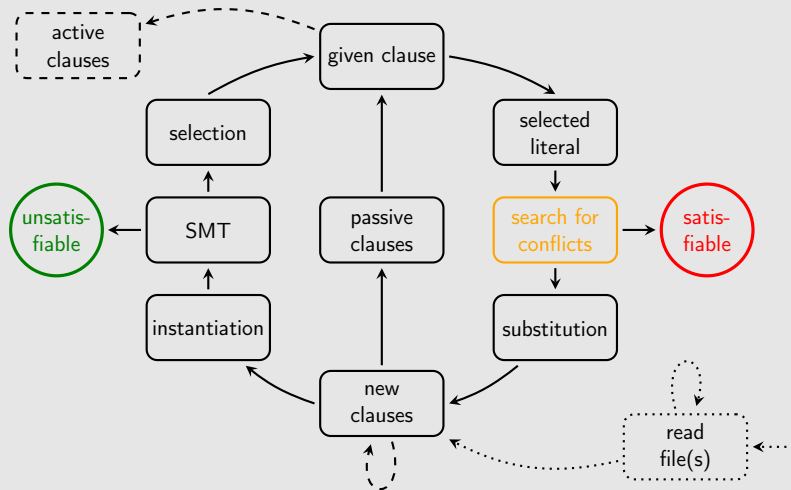 active
clauses
given clause
selection
selected
literal
unsatis-
fiable
SMT
passive
clauses
search for
conflicts
satis-
fiable
instantiation
substitution
new
clauses
read
file(s)